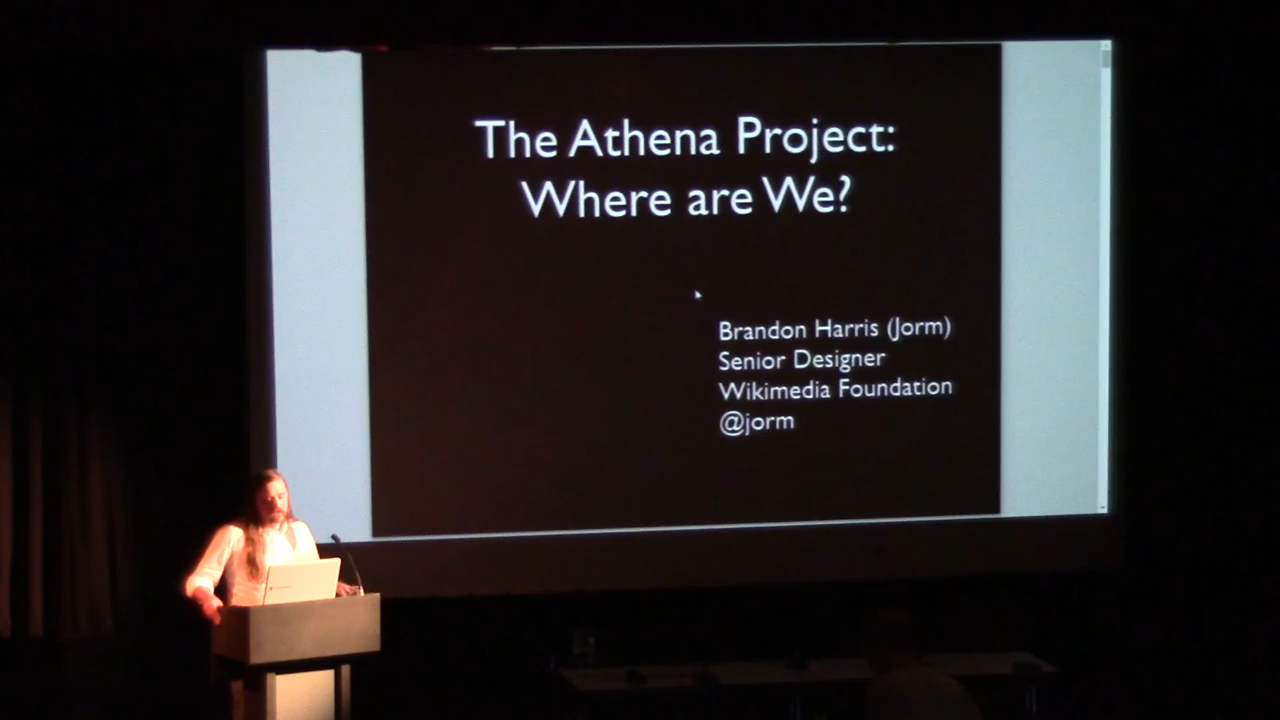 The Athena Project:
Where are We?
Brandon Harris (Jorm)
Senior Designer
Wikimedia Foundation
@jorm